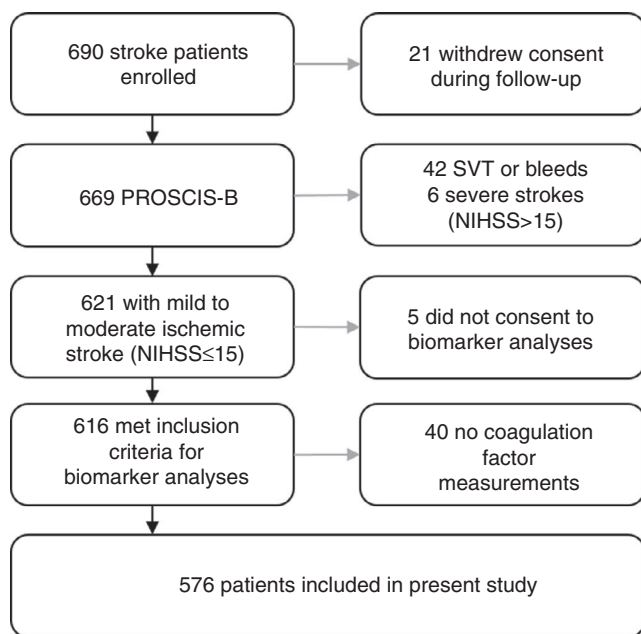 690 stroke patients
enrolled
21 withdrew consent
during follow-up
669 PROSCIS-B
42 SVT or bleeds
6 severe strokes
(NIHSS>15)
621 with mild to
moderate ischemic
stroke (NIHSS≤15)
5 did not consent to
biomarker analyses
616 met inclusion
criteria for
biomarker analyses
40 no coagulation
factor
measurements
576 patients included in present study